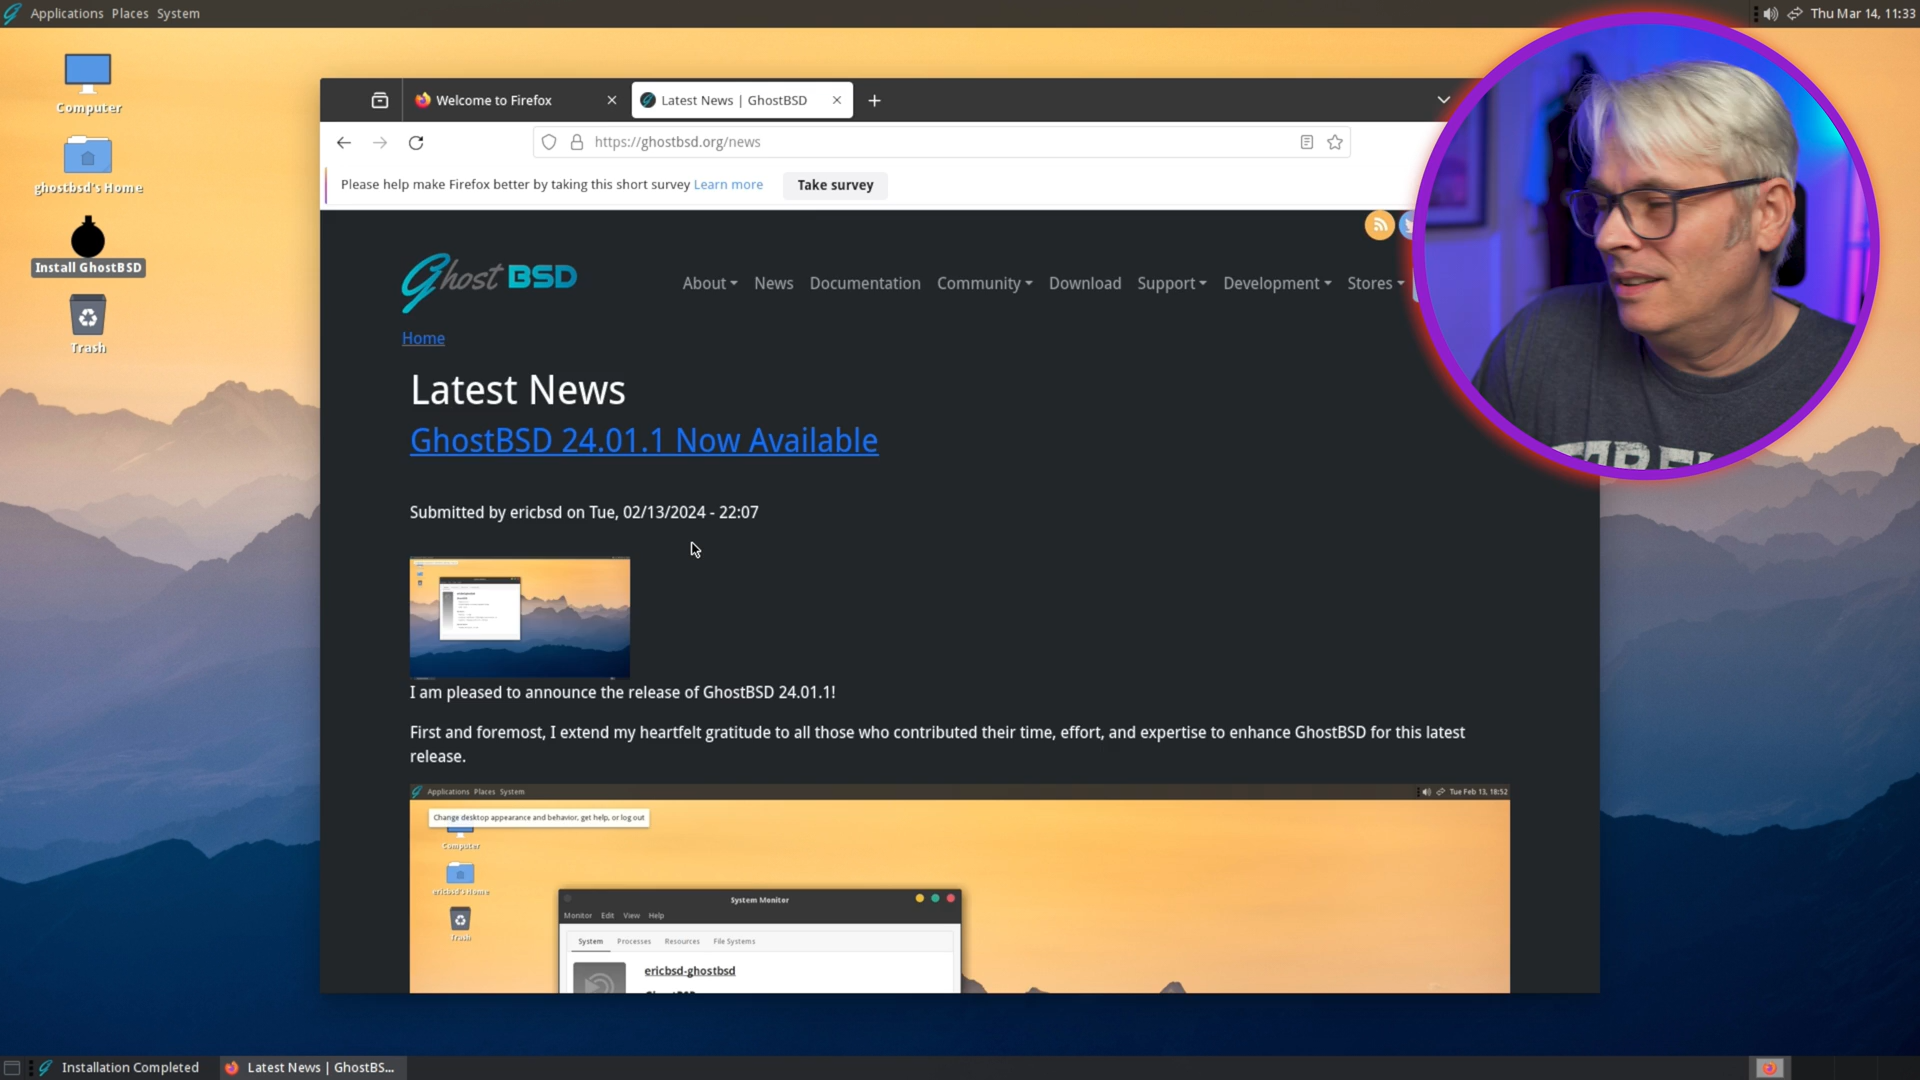 Applications Places System
Thu Mar 14, 11:33
Computer
ghostbsd's Home
Install GhostBSD
Trash
Welcome to Firefox
Latest News | GhostBSD
https://ghostbsd.org/news
Please help make Firefox better by taking this short survey Learn more
Take survey
Ghost BSD
About News Documentation Community Download Support Development Stores
Home
Latest News
GhostBSD 24.01.1 Now Available
Submitted by ericbsd on Tue, 02/13/2024 - 22:07
I am pleased to announce the release of GhostBSD 24.01.1!
First and foremost, I extend my heartfelt gratitude to all those who contributed their time, effort, and expertise to enhance GhostBSD for this latest
release.
Applications Places System
Tue Feb 13, 18:52
Change desktop appearance and behavior, get help, or log out
Computer
ericbsd's Home
Trash
System Monitor
Monitor Edit View Help
System Processes Resources File Systems
ericbsd-ghostbsd
Installation Completed
Latest News | GhostBS...